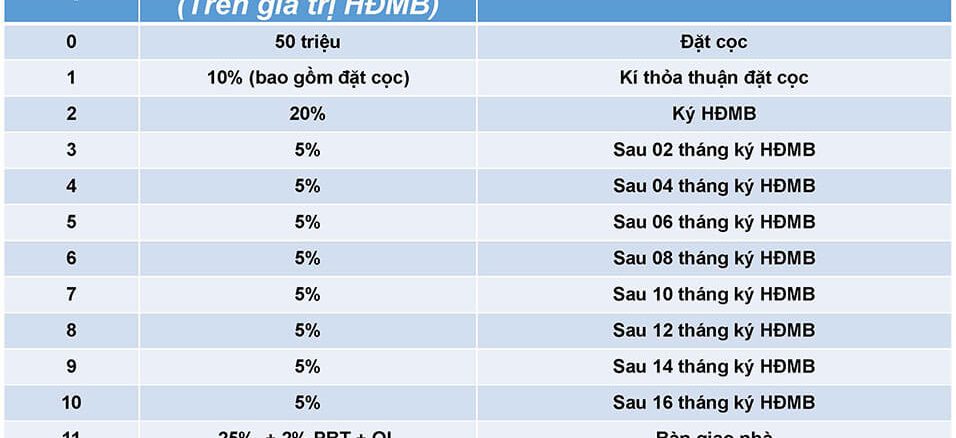 (Trên giá trị HĐMB)
0 50 triệu Đặt cọc
1 10% (bao gồm đặt cọc) Kí thỏa thuận đặt cọc
2 20% Ký HĐMB
3 5% Sau 02 tháng ký HĐMB
4 5% Sau 04 tháng ký HĐMB
5 5% Sau 06 tháng ký HĐMB
6 5% Sau 08 tháng ký HĐMB
7 5% Sau 10 tháng ký HĐMB
8 5% Sau 12 tháng ký HĐMB
9 5% Sau 14 tháng ký HĐMB
10 5% Sau 16 tháng ký HĐMB
11 25% + 2% PBT + QL Bàn giao nhà